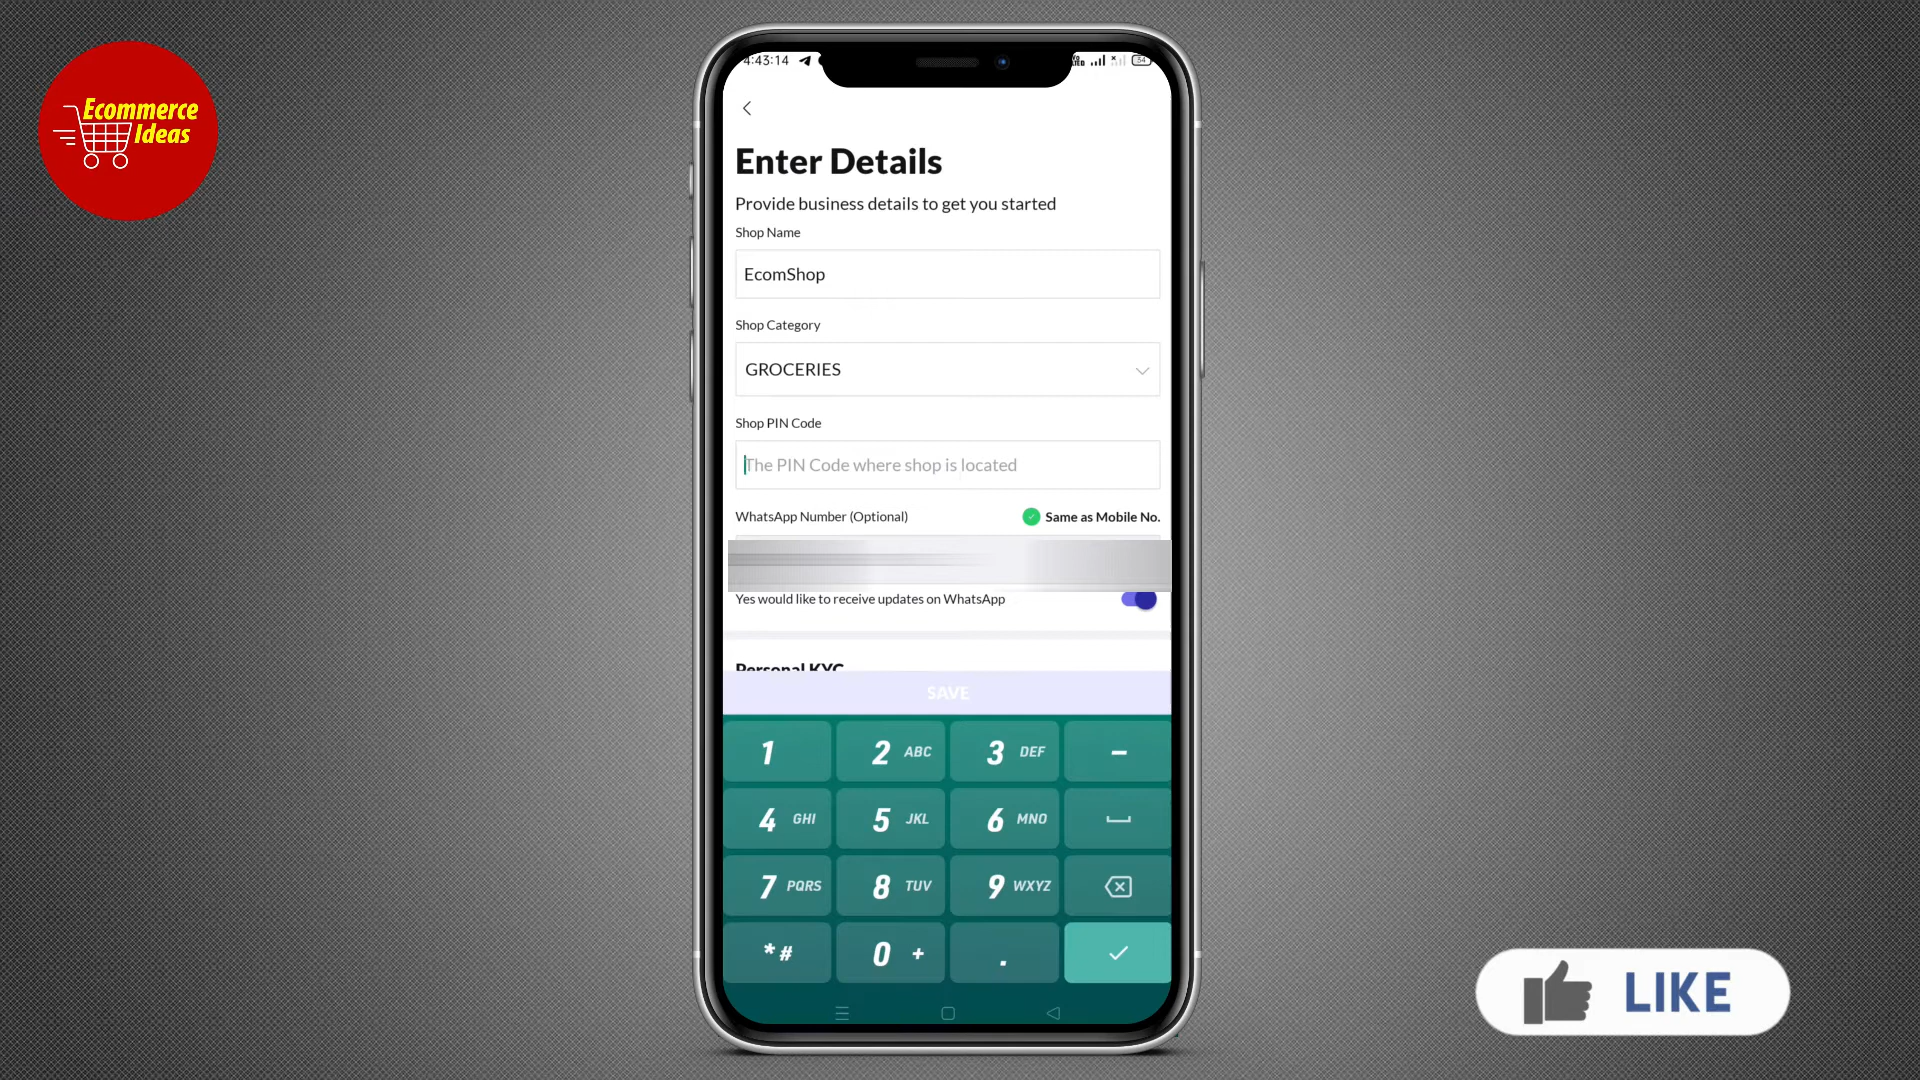 Ecommerce
Ideas
4:43:14
34
Enter Details
Provide business details to get you started
Shop Name
EcomShop
Shop Category
GROCERIES
Shop PIN Code
The PIN Code where shop is located
WhatsApp Number (Optional)
Same as Mobile No.
Yes would like to receive updates on WhatsApp
Personal KYC
SAVE
1 2 ABC 3 DEF –
4 GHI 5 JKL 6 MNO
7 PQRS 8 TUV 9 WXYZ
*# 0 + .
LIKE